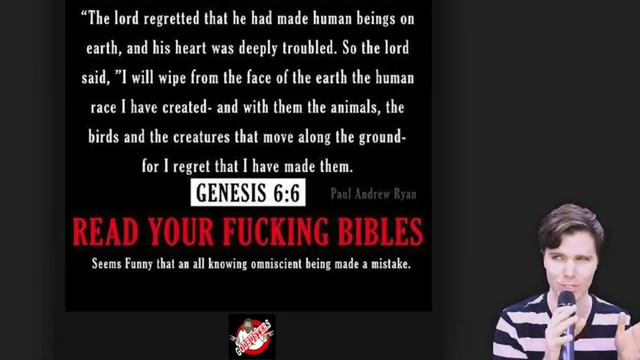 “The lord regretted that he had made human beings on
earth, and his heart was deeply troubled. So the lord
said, ”I will wipe from the face of the earth the human
race I have created- and with them the animals, the
birds and the creatures that move along the ground-
for I regret that I have made them.
GENESIS 6:6
Paul Andrew Ryan
READ YOUR FUCKING BIBLES
Seems Funny that an all knowing omniscient being made a mistake.
GODBUSTERS